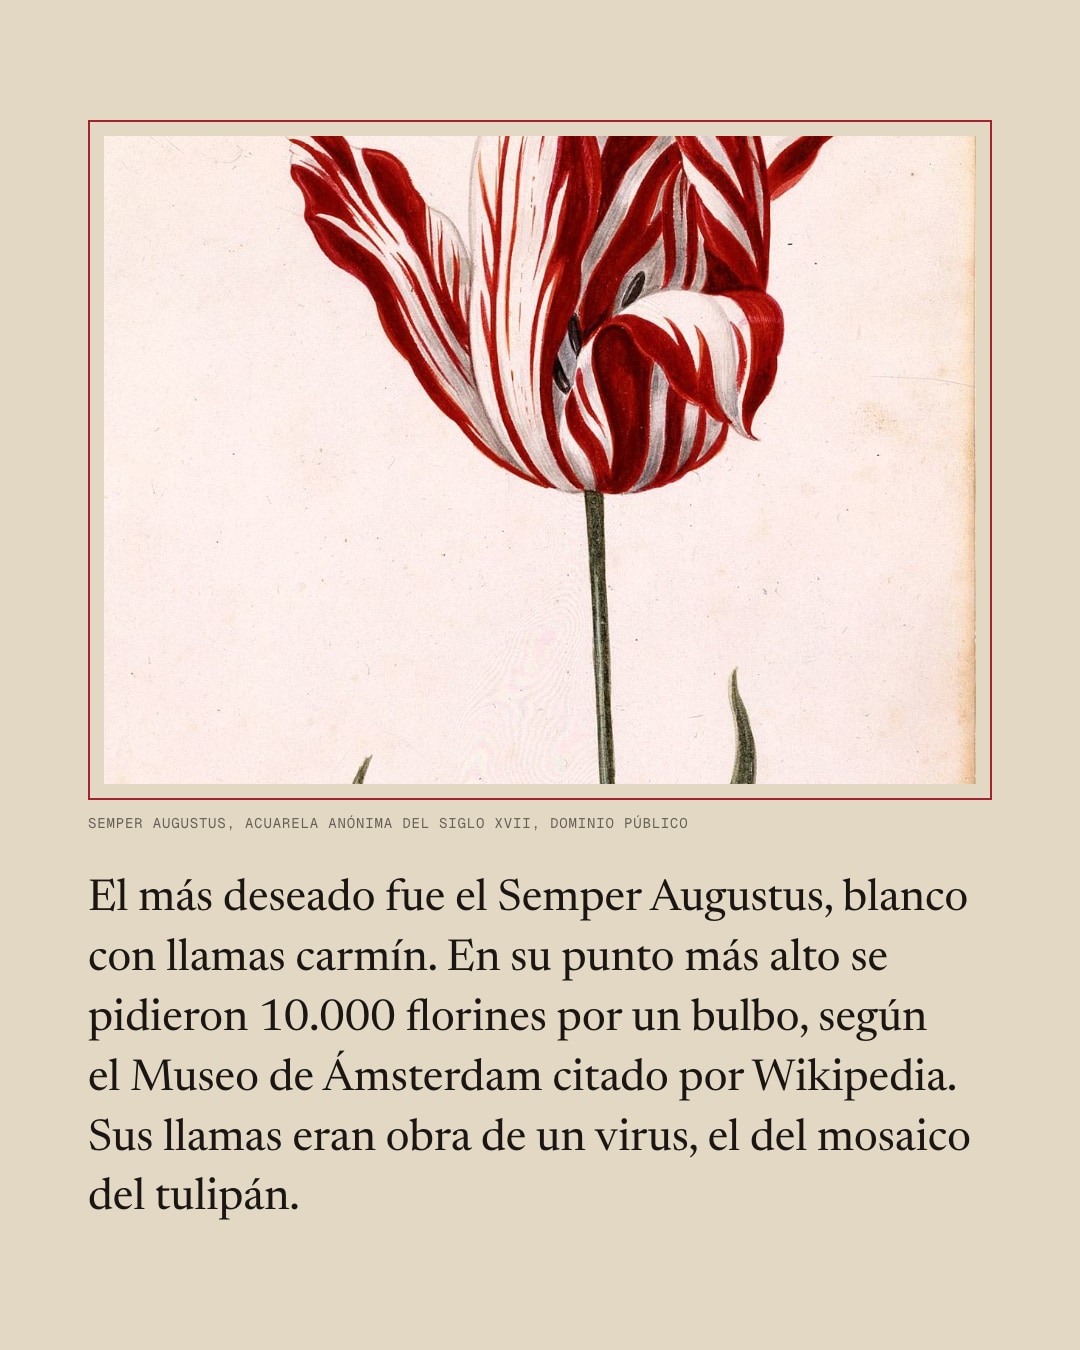 SEMPER AUGUSTUS, ACUARELA ANÓNIMA DEL SIGLO XVII, DOMINIO PÚBLICO
El más deseado fue el Semper Augustus, blanco
con llamas carmín. En su punto más alto se
pidieron 10.000 florines por un bulbo, según
el Museo de Ámsterdam citado por Wikipedia.
Sus llamas eran obra de un virus, el del mosaico
del tulipán.